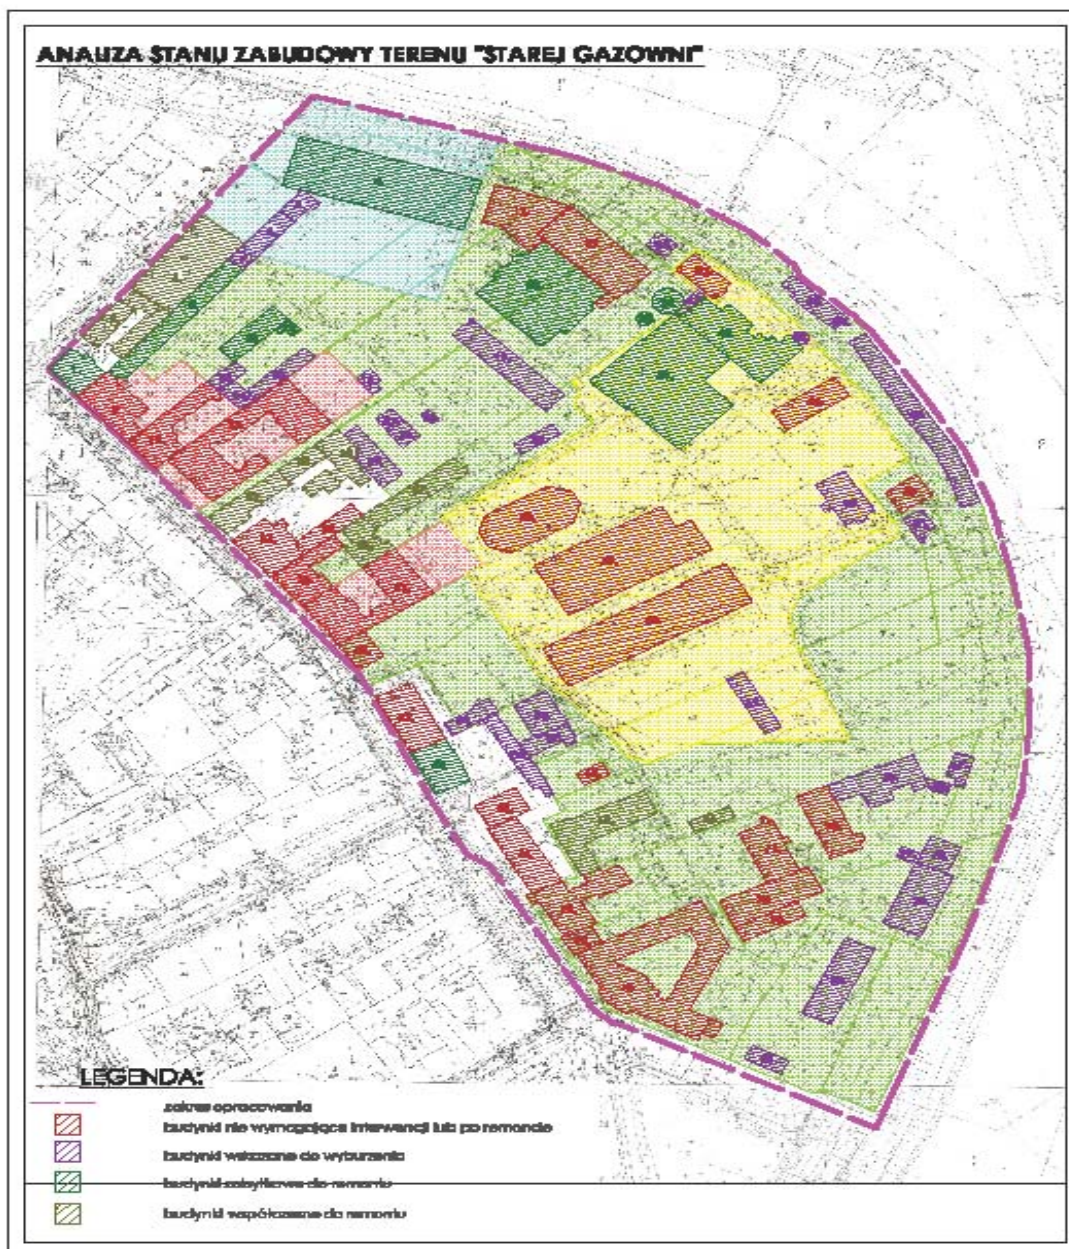 ANALIZA STANU ZABUDOWY TERENU "STAREJ GAZOWNI"
LEGENDA:
zakres opracowania
budynki nie wymagające interwencji lub po remoncie
budynki wskazane do wyburzenia
budynki zabytkowe do remontu
budynki współczesne do remontu